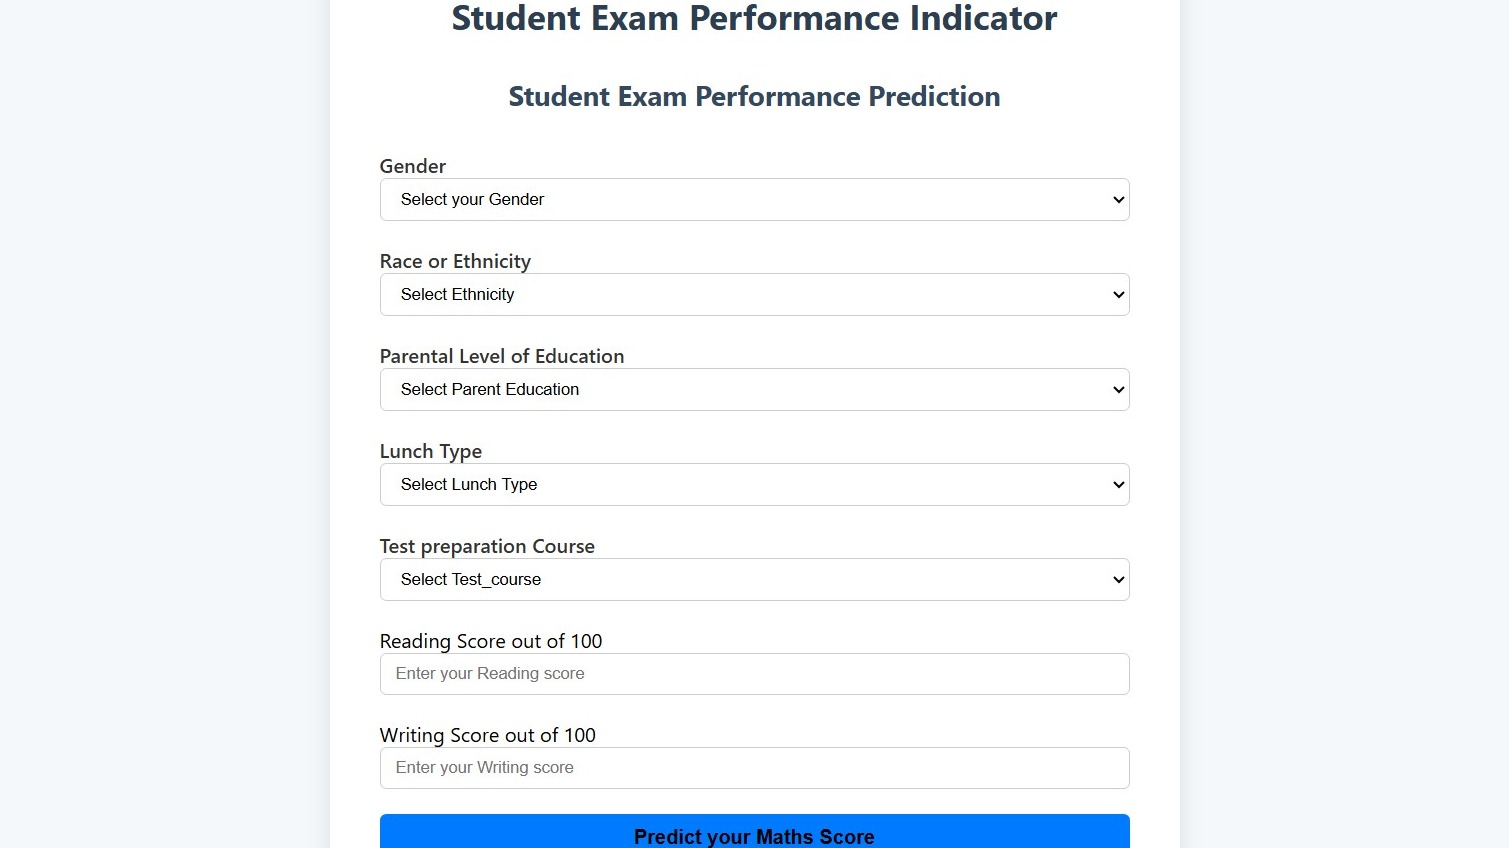 Student Exam Performance Indicator
Student Exam Performance Prediction
Gender
Select your Gender
Race or Ethnicity
Select Ethnicity
Parental Level of Education
Select Parent Education
Lunch Type
Select Lunch Type
Test preparation Course
Select Test_course
Reading Score out of 100
Enter your Reading score
Writing Score out of 100
Enter your Writing score
Predict your Maths Score